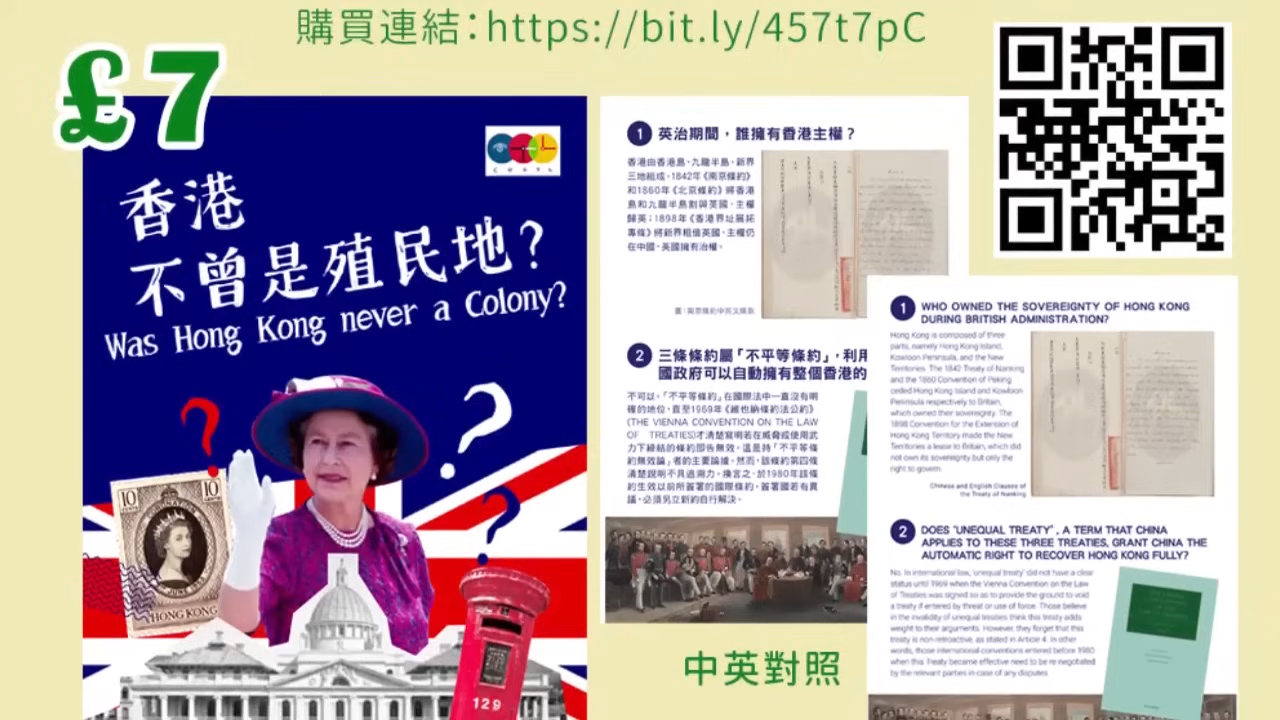 購買連結:https://bit.ly/457t7pC
£7
香港
不曾是殖民地?
Was Hong Kong never a Colony?
10
10
HONG KONG
129
1 英治期間,誰擁有香港主權?
香港由香港島、九龍半島、新界
三地組成,1842年《南京條約》
和1860年《北京條約》將香港
島和九龍半島割與英國,主權
歸英;1898年《香港界址展拓
專條》將新界租借英國,主權仍
在中國,英國擁有治權。
圖:南京條約中英文條款
2 三條條約屬「不平等條約」,利用
國政府可以自動擁有整個香港的
不可以。「不平等條約」在國際法中一直沒有明
確的地位,直至1969年《維也納條約法公約》
(THE VIENNA CONVENTION ON THE LAW
OF TREATIES)才清楚寫明若在威脅或使用武
力下締結的條約即告無效。這是持「不平等條
約無效論」者的主要論據。然而,該條約第四條
清楚說明不具追溯力。換言之,於1980年該條
約生效以前所簽署的國際條約,簽署國若有異
議,必須另立新約自行解決。
中英對照
1 WHO OWNED THE SOVEREIGNTY OF HONG KONG
DURING BRITISH ADMINISTRATION?
Hong Kong is composed of three
parts, namely Hong Kong Island,
Kowloon Peninsula, and the New
Territories. The 1842 Treaty of Nanking
and the 1860 Convention of Peking
ceded Hong Kong Island and Kowloon
Peninsula respectively to Britain,
which owned their sovereignty. The
1898 Convention for the Extension of
Hong Kong Territory made the New
Territories a lease to Britain, which did
not own its sovereignty but only the
right to govern.
Chinese and English Clauses of
the Treaty of Nanking
2 DOES "UNEQUAL TREATY", A TERM THAT CHINA
APPLIES TO THESE THREE TREATIES, GRANT CHINA THE
AUTOMATIC RIGHT TO RECOVER HONG KONG FULLY?
No. In international law, 'unequal treaty' did not have a clear
status until 1969 when the Vienna Convention on the Law
of Treaties was signed so as to provide the ground to void
a treaty if entered by threat or use of force. Those believe
in the invalidity of unequal treaties think this treaty adds
weight to their arguments. However, they forget that this
treaty is non-retroactive, as stated in Article 4. In other
words, those international conventions entered before 1980
when this Treaty became effective need to be re-negotiated
by the relevant parties in case of any disputes.